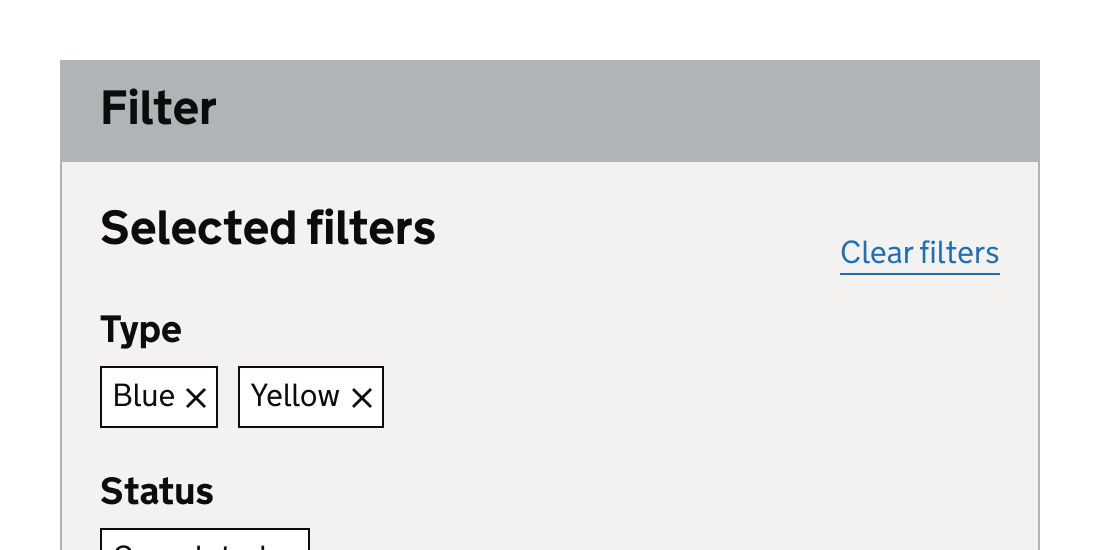 Filter
Selected filters
Clear filters
Type
Blue
Yellow
Status